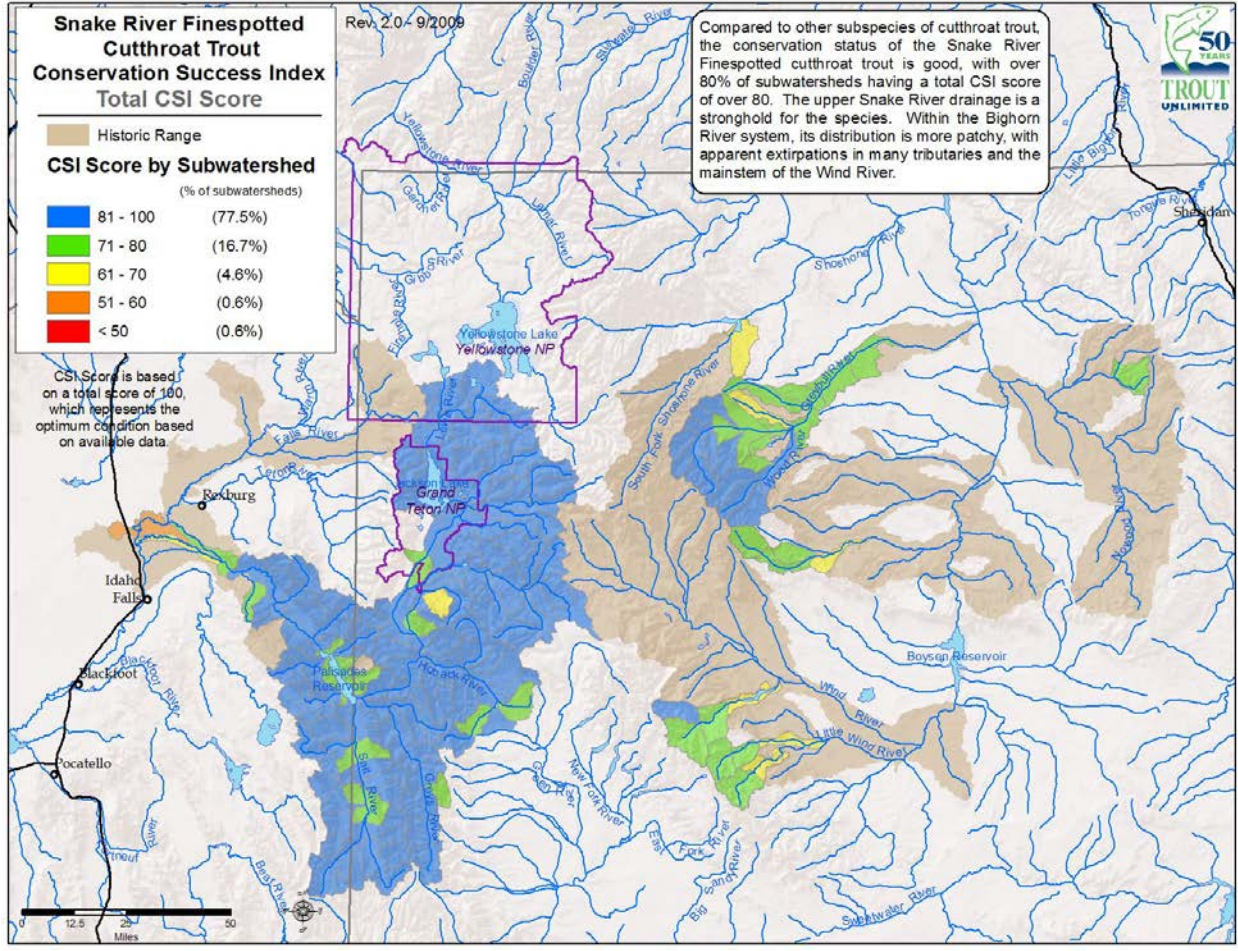 Snake River Finespotted
Cutthroat Trout
Conservation Success Index
Total CSI Score
Historic Range
CSI Score by Subwatershed
(% of subwatersheds)
81 - 100 (77.5%)
71 - 80 (16.7%)
61 - 70 (4.6%)
51 - 60 (0.6%)
< 50 (0.6%)
CSI Score is based
on a total score of 100,
which represents the
optimum condition based
on available data.
Rev. 2.0 - 9/2009
Compared to other subspecies of cutthroat trout,
the conservation status of the Snake River
Finespotted cutthroat trout is good, with over
80% of subwatersheds having a total CSI score
of over 80. The upper Snake River drainage is a
stronghold for the species. Within the Bighorn
River system, its distribution is more patchy, with
apparent extirpations in many tributaries and the
mainstem of the Wind River.
50
YEARS
TROUT
UNLIMITED
Boulder River
Stillwater River
Yellowstone River
Gardner River
Lamar River
Gibbon River
Firehole River
Yellowstone Lake
Yellowstone NP
Shoshone River
Little Bighorn River
Tongue River
Sheridan
Falls River
Teton River
Rexburg
Lewis River
Jackson Lake
Grand
Teton NP
South Fork Shoshone River
Greybull River
Wood River
Nowood River
Idaho
Falls
Blackfoot
Blackfoot River
Pocatello
Portneuf River
Bear River
Palisades
Reservoir
Hoback River
Salt River
Greys River
Green River
New Fork River
East Fork River
Big Sandy River
Sweetwater River
Boysen Reservoir
Wind River
Little Wind River
0 12.5 25 50
Miles